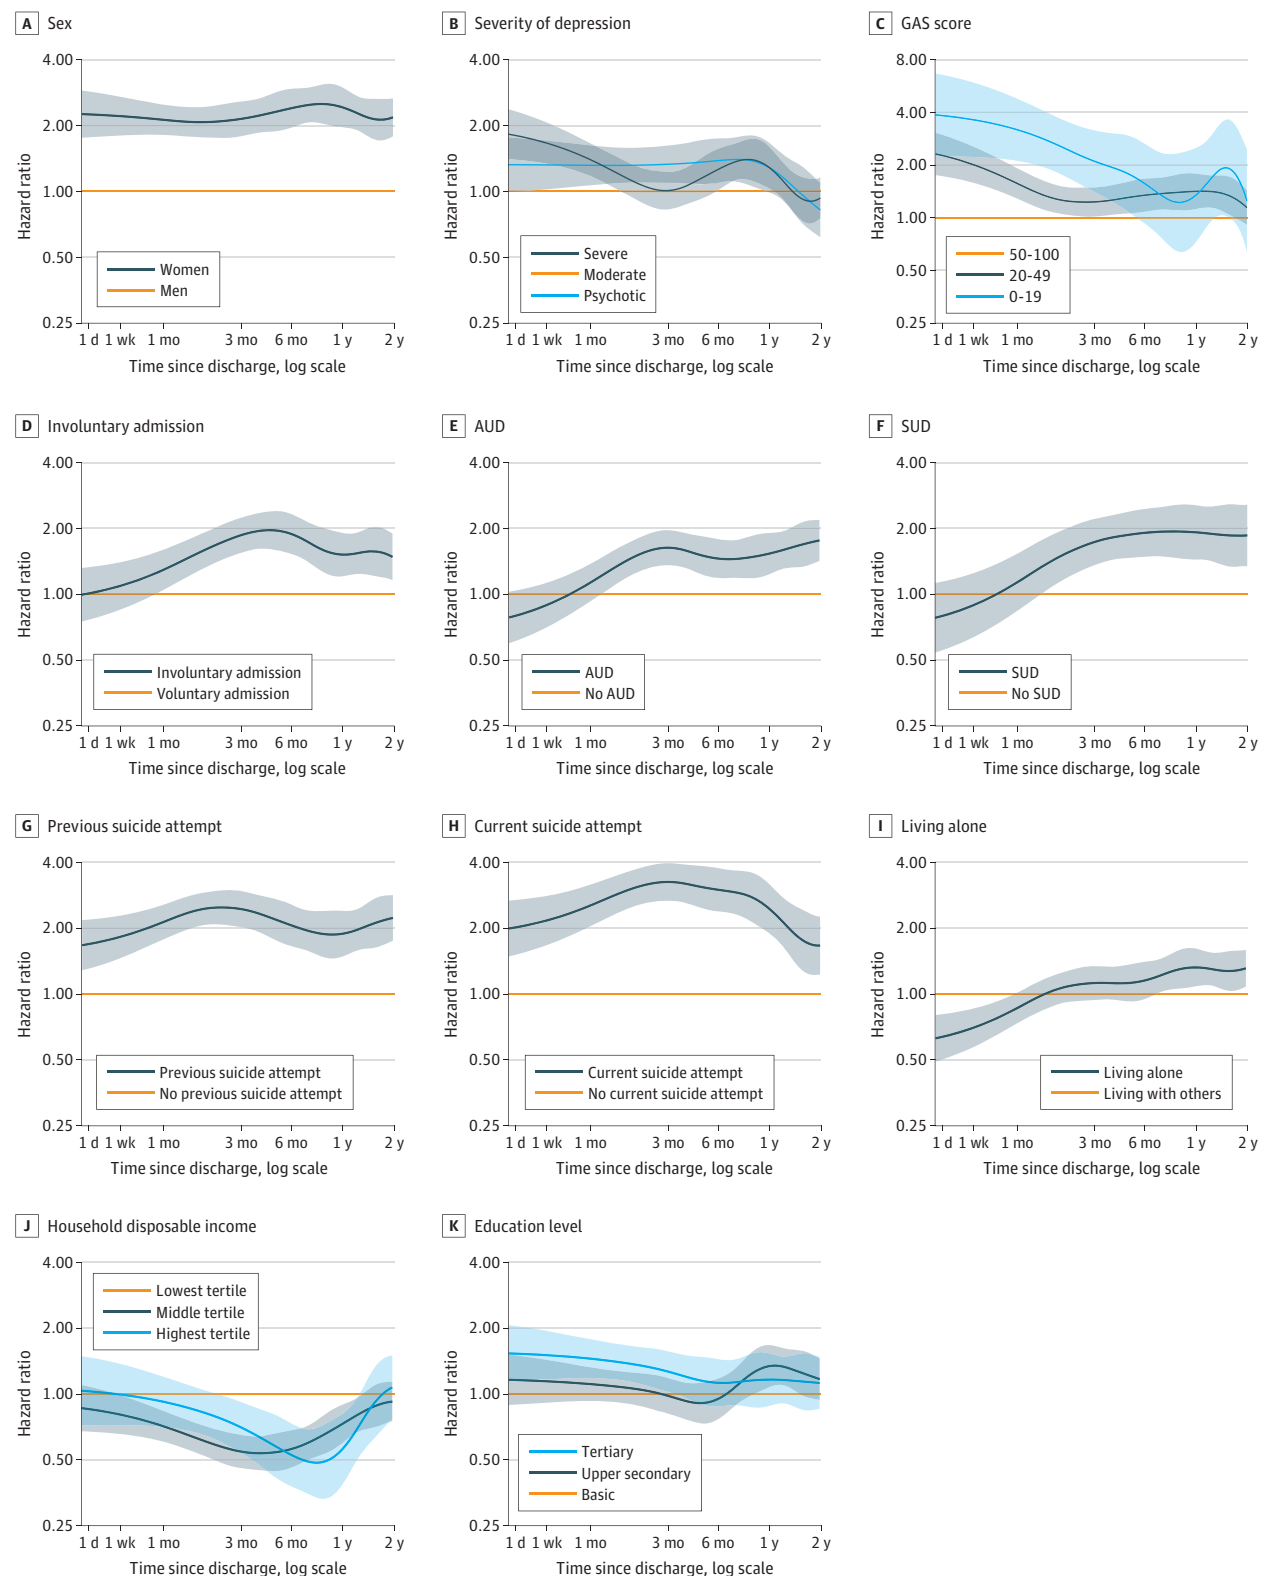 A Sex
4.00
2.00
1.00
0.50
0.25
Hazard ratio
Women
Men
1 d 1 wk 1 mo 3 mo 6 mo 1 y 2 y
Time since discharge, log scale
B Severity of depression
4.00
2.00
1.00
0.50
0.25
Hazard ratio
Severe
Moderate
Psychotic
1 d 1 wk 1 mo 3 mo 6 mo 1 y 2 y
Time since discharge, log scale
C GAS score
8.00
4.00
2.00
1.00
0.50
0.25
Hazard ratio
50-100
20-49
0-19
1 d 1 wk 1 mo 3 mo 6 mo 1 y 2 y
Time since discharge, log scale
D Involuntary admission
4.00
2.00
1.00
0.50
0.25
Hazard ratio
Involuntary admission
Voluntary admission
1 d 1 wk 1 mo 3 mo 6 mo 1 y 2 y
Time since discharge, log scale
E AUD
4.00
2.00
1.00
0.50
0.25
Hazard ratio
AUD
No AUD
1 d 1 wk 1 mo 3 mo 6 mo 1 y 2 y
Time since discharge, log scale
F SUD
4.00
2.00
1.00
0.50
0.25
Hazard ratio
SUD
No SUD
1 d 1 wk 1 mo 3 mo 6 mo 1 y 2 y
Time since discharge, log scale
G Previous suicide attempt
4.00
2.00
1.00
0.50
0.25
Hazard ratio
Previous suicide attempt
No previous suicide attempt
1 d 1 wk 1 mo 3 mo 6 mo 1 y 2 y
Time since discharge, log scale
H Current suicide attempt
4.00
2.00
1.00
0.50
0.25
Hazard ratio
Current suicide attempt
No current suicide attempt
1 d 1 wk 1 mo 3 mo 6 mo 1 y 2 y
Time since discharge, log scale
I Living alone
4.00
2.00
1.00
0.50
0.25
Hazard ratio
Living alone
Living with others
1 d 1 wk 1 mo 3 mo 6 mo 1 y 2 y
Time since discharge, log scale
J Household disposable income
4.00
2.00
1.00
0.50
0.25
Hazard ratio
Lowest tertile
Middle tertile
Highest tertile
1 d 1 wk 1 mo 3 mo 6 mo 1 y 2 y
Time since discharge, log scale
K Education level
4.00
2.00
1.00
0.50
0.25
Hazard ratio
Tertiary
Upper secondary
Basic
1 d 1 wk 1 mo 3 mo 6 mo 1 y 2 y
Time since discharge, log scale